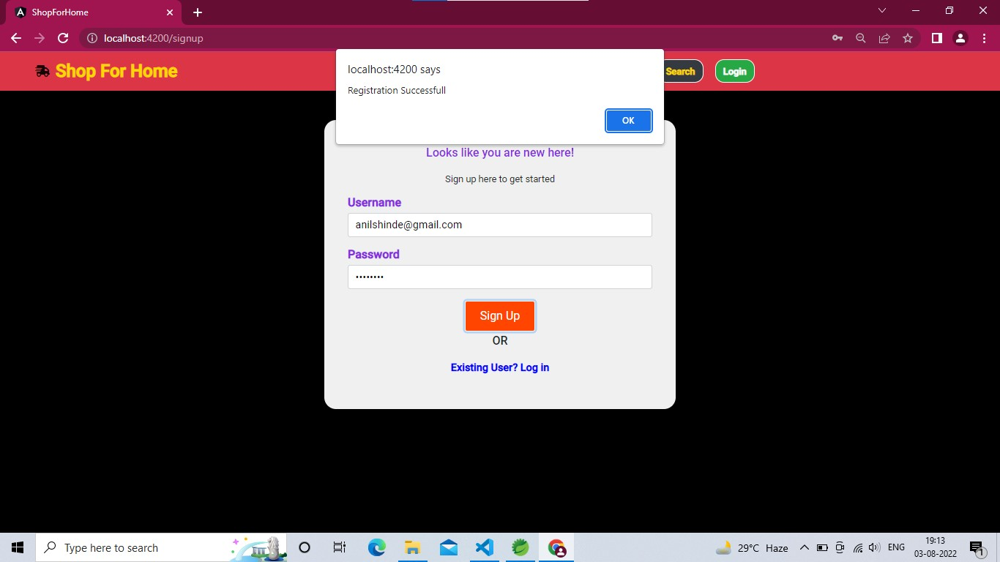 ShopForHome
localhost:4200/signup
Shop For Home
Search
Login
localhost:4200 says
Registration Successfull
OK
Looks like you are new here!
Sign up here to get started
Username
anilshinde@gmail.com
Password
••••••••
Sign Up
OR
Existing User? Log in
Type here to search
29°C Haze
ENG
19:13
03-08-2022
1